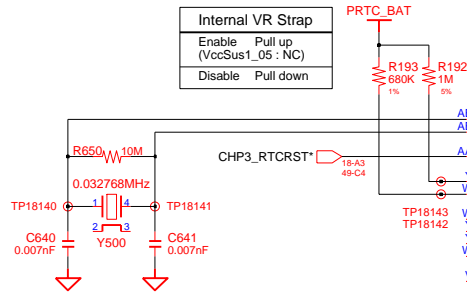 Internal VR Strap
Enable Pull up
(VccSus1_05 : NC)
Disable Pull down
PRTC_BAT
R193
680K
1%
R192
1M
5%
R650 10M
CHP3_RTCRST*
18-A3
49-C4
0.032768MHz
TP18140
1 4
TP18141
2 3
Y500
C640
0.007nF
C641
0.007nF
TP18143
TP18142